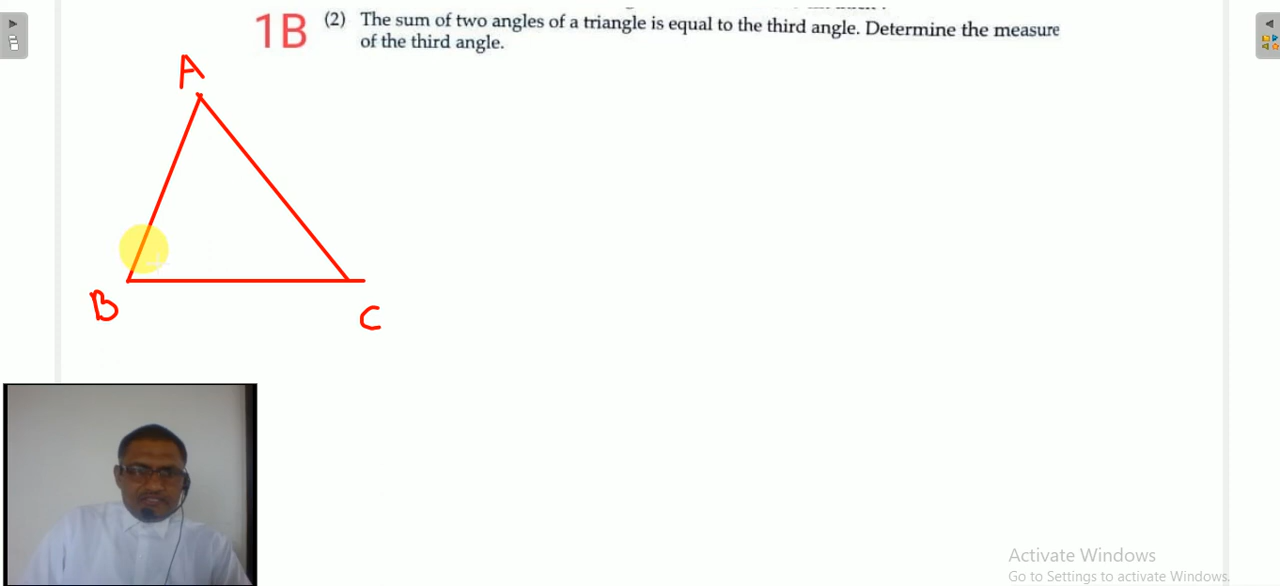 1B (2) The sum of two angles of a triangle is equal to the third angle. Determine the measure
of the third angle.
A
B
C
Activate Windows
Go to Settings to activate Windows.